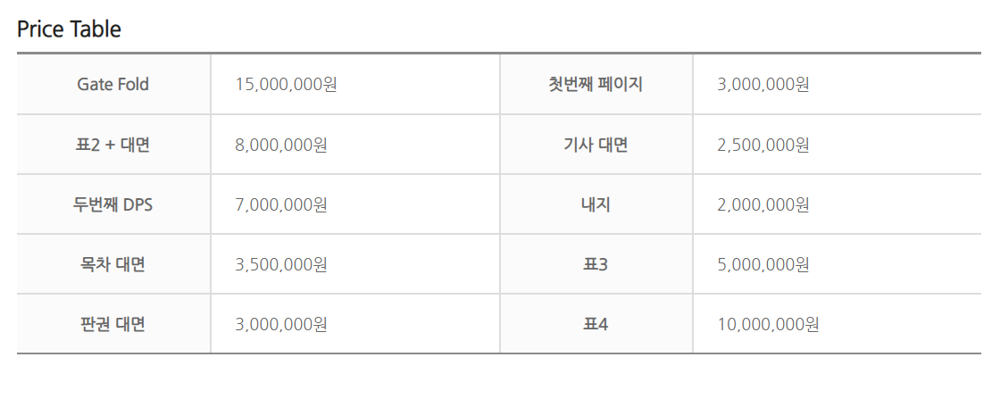 Price Table
Gate Fold 15,000,000원 첫번째 페이지 3,000,000원
표2 + 대면 8,000,000원 기사 대면 2,500,000원
두번째 DPS 7,000,000원 내지 2,000,000원
목차 대면 3,500,000원 표3 5,000,000원
판권 대면 3,000,000원 표4 10,000,000원